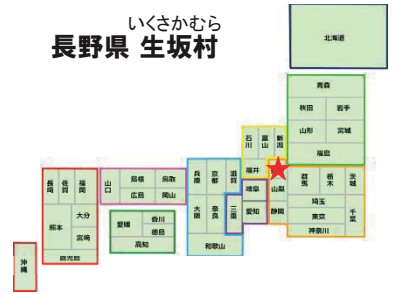 いくさかむら
長野県 生坂村
北海道
青森
秋田 岩手
山形 宮城
福島
石川 富山 新潟
福井
群馬 栃木 茨城
岐阜 山梨
埼玉
愛知 静岡 東京 千葉
神奈川
兵庫 京都 滋賀
大阪 奈良 三重
和歌山
山口 島根 鳥取
広島 岡山
愛媛 香川
徳島
高知
長崎 佐賀 福岡
熊本 大分
宮崎
鹿児島
沖縄